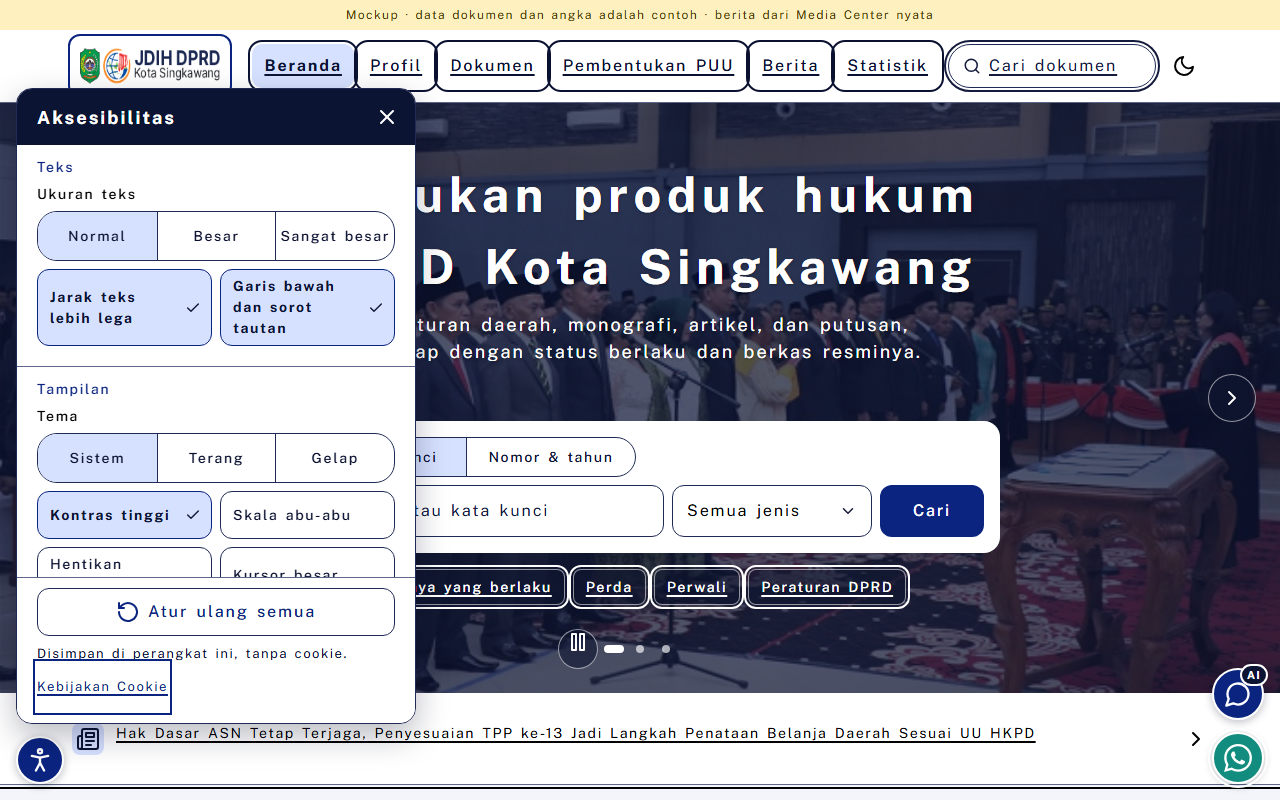 Mockup · data dokumen dan angka adalah contoh · berita dari Media Center nyata
JDIH DPRD
Kota Singkawang
Beranda
Profil
Dokumen
Pembentukan PUU
Berita
Statistik
Cari dokumen
Aksesibilitas
Teks
Ukuran teks
Normal
Besar
Sangat besar
Jarak teks
lebih lega
Garis bawah
dan sorot
tautan
Tampilan
Tema
Sistem
Terang
Gelap
Kontras tinggi
Skala abu-abu
Hentikan
Kursor besar
Atur ulang semua
Disimpan di perangkat ini, tanpa cookie.
Kebijakan Cookie
ukan produk hukum
D Kota Singkawang
turan daerah, monografi, artikel, dan putusan,
ap dengan status berlaku dan berkas resminya.
nci
Nomor & tahun
tau kata kunci
Semua jenis
Cari
ya yang berlaku
Perda
Perwali
Peraturan DPRD
AI
Hak Dasar ASN Tetap Terjaga, Penyesuaian TPP ke-13 Jadi Langkah Penataan Belanja Daerah Sesuai UU HKPD